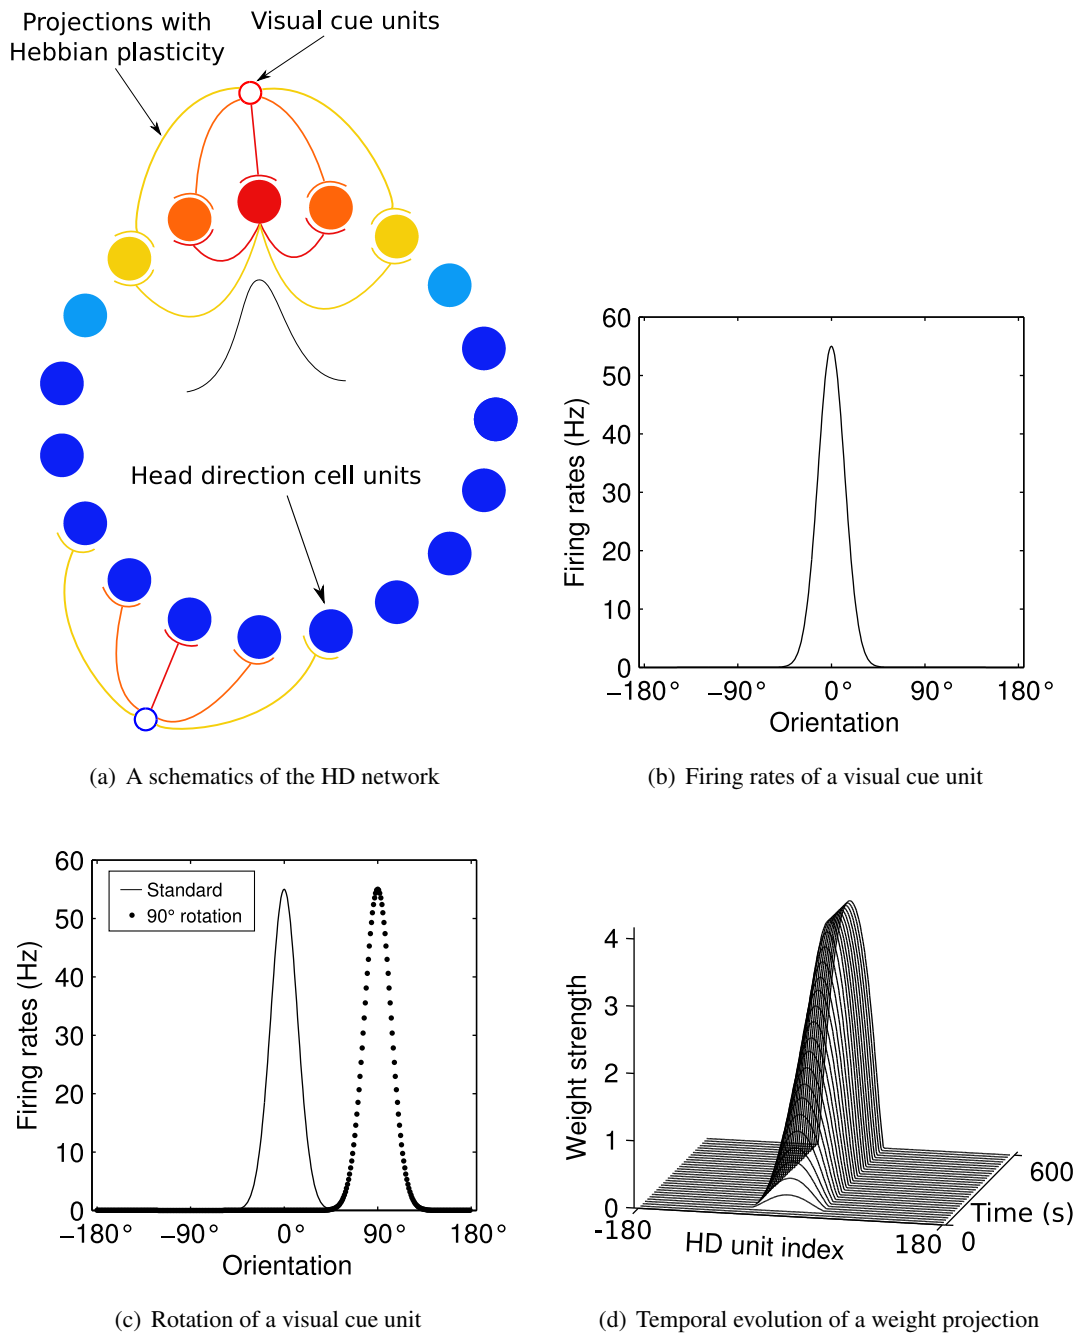 Projections with
Hebbian plasticity
Visual cue units
Head direction cell units
(a) A schematics of the HD network
60
50
40
30
20
10
0
Firing rates (Hz)
−180° −90° 0° 90° 180°
Orientation
(b) Firing rates of a visual cue unit
60
50
40
30
20
10
0
Firing rates (Hz)
Standard
90° rotation
−180° −90° 0° 90° 180°
Orientation
(c) Rotation of a visual cue unit
4
3
2
1
0
Weight strength
-180
HD unit index
180
0
Time (s)
600
(d) Temporal evolution of a weight projection